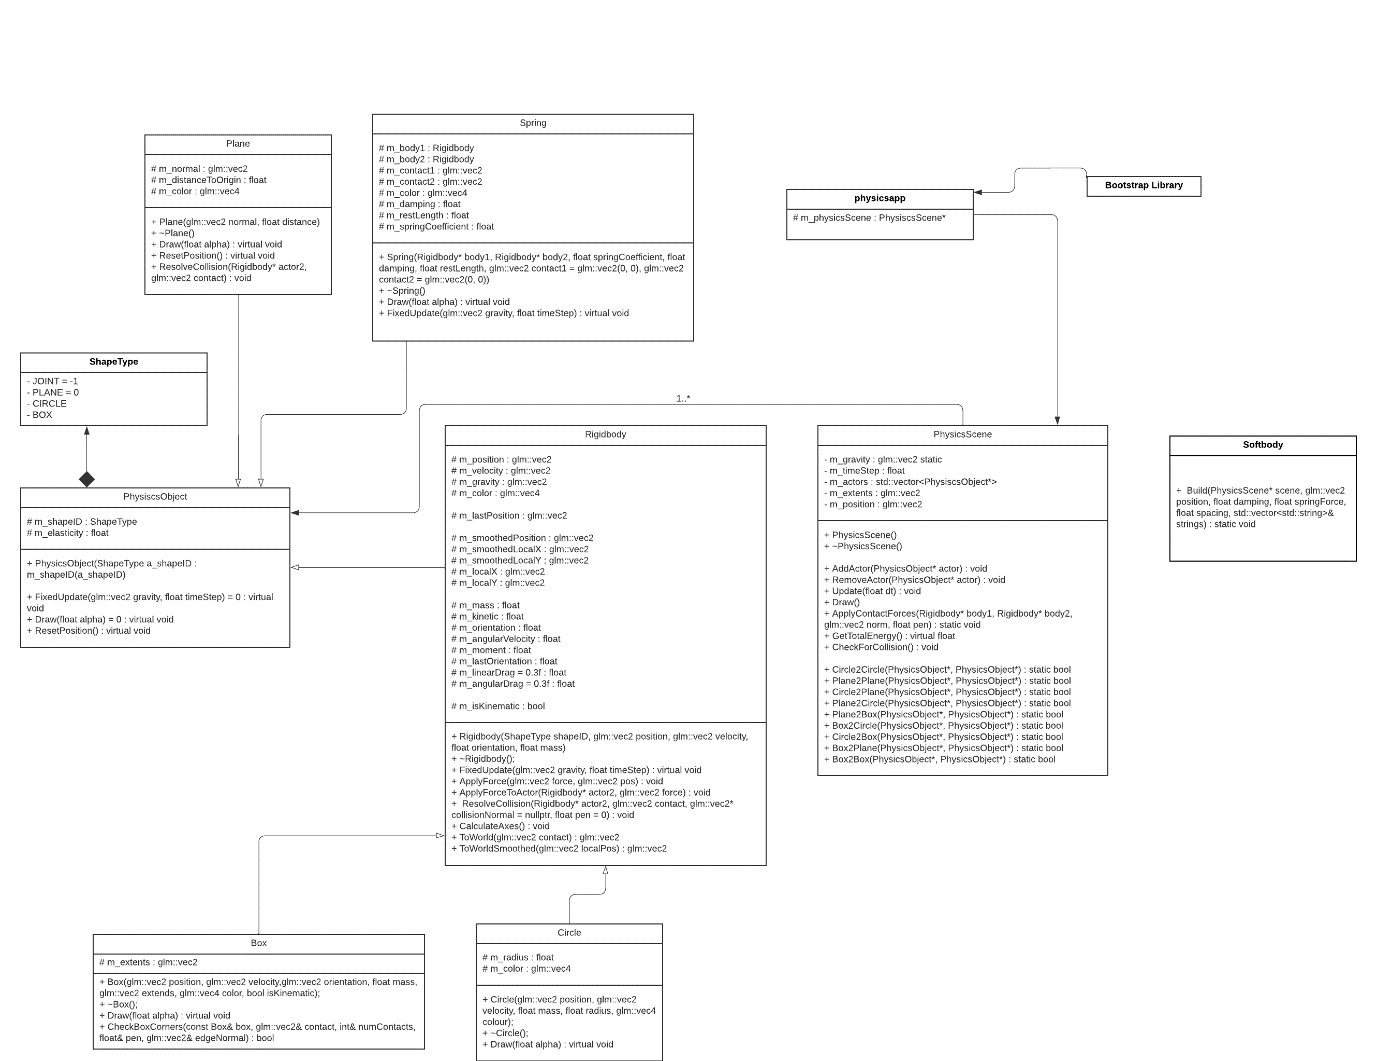 Plane
# m_normal : glm::vec2
# m_distanceToOrigin : float
# m_color : glm::vec4
+ Plane(glm::vec2 normal, float distance)
+ ~Plane()
+ Draw(float alpha) : virtual void
+ ResetPosition() : virtual void
+ ResolveCollision(Rigidbody* actor2,
glm::vec2 contact) : void
Spring
# m_body1 : Rigidbody
# m_body2 : Rigidbody
# m_contact1 : glm::vec2
# m_contact2 : glm::vec2
# m_color : glm::vec4
# m_damping : float
# m_restLength : float
# m_springCoefficient : float
+ Spring(Rigidbody* body1, Rigidbody* body2, float springCoefficient, float
damping, float restLength, glm::vec2 contact1 = glm::vec2(0, 0), glm::vec2
contact2 = glm::vec2(0, 0))
+ ~Spring()
+ Draw(float alpha) : virtual void
+ FixedUpdate(glm::vec2 gravity, float timeStep) : virtual void
physicsapp
# m_physicsScene : PhysiscsScene*
Bootstrap Library
ShapeType
- JOINT = -1
- PLANE = 0
- CIRCLE
- BOX
1..*
PhysiscsObject
# m_shapeID : ShapeType
# m_elasticity : float
+ PhysicsObject(ShapeType a_shapeID :
m_shapeID(a_shapeID)
+ FixedUpdate(glm::vec2 gravity, float timeStep) = 0 : virtual
void
+ Draw(float alpha) = 0 : virtual void
+ ResetPosition() : virtual void
Rigidbody
# m_position : glm::vec2
# m_velocity : glm::vec2
# m_gravity : glm::vec2
# m_color : glm::vec4
# m_lastPosition : glm::vec2
# m_smoothedPosition : glm::vec2
# m_smoothedLocalX : glm::vec2
# m_smoothedLocalY : glm::vec2
# m_localX : glm::vec2
# m_localY : glm::vec2
# m_mass : float
# m_kinetic : float
# m_orientation : float
# m_angularVelocity : float
# m_moment : float
# m_lastOrientation : float
# m_linearDrag = 0.3f : float
# m_angularDrag = 0.3f : float
# m_isKinematic : bool
+ Rigidbody(ShapeType shapeID, glm::vec2 position, glm::vec2 velocity,
float orientation, float mass)
+ ~Rigidbody();
+ FixedUpdate(glm::vec2 gravity, float timeStep) : virtual void
+ ApplyForce(glm::vec2 force, glm::vec2 pos) : void
+ ApplyForceToActor(Rigidbody* actor2, glm::vec2 force) : void
+  ResolveCollision(Rigidbody* actor2, glm::vec2 contact, glm::vec2*
collisionNormal = nullptr, float pen = 0) : void
+ CalculateAxes() : void
+ ToWorld(glm::vec2 contact) : glm::vec2
+ ToWorldSmoothed(glm::vec2 localPos) : glm::vec2
PhysicsScene
- m_gravity : glm::vec2 static
- m_timeStep : float
- m_actors : std::vector<PhysiscsObject*>
- m_extents : glm::vec2
- m_position : glm::vec2
+ PhysicsScene()
+ ~PhysicsScene()
+ AddActor(PhysicsObject* actor) : void
+ RemoveActor(PhysicsObject* actor) : void
+ Update(float dt) : void
+ Draw()
+ ApplyContactForces(Rigidbody* body1, Rigidbody* body2,
glm::vec2 norm, float pen) : static void
+ GetTotalEnergy() : virtual float
+ CheckForCollision() : void
+ Circle2Circle(PhysicsObject*, PhysicsObject*) : static bool
+ Plane2Plane(PhysicsObject*, PhysicsObject*) : static bool
+ Circle2Plane(PhysicsObject*, PhysicsObject*) : static bool
+ Plane2Circle(PhysicsObject*, PhysicsObject*) : static bool
+ Plane2Box(PhysicsObject*, PhysicsObject*) : static bool
+ Box2Circle(PhysicsObject*, PhysicsObject*) : static bool
+ Circle2Box(PhysicsObject*, PhysicsObject*) : static bool
+ Box2Plane(PhysicsObject*, PhysicsObject*) : static bool
+ Box2Box(PhysicsObject*, PhysicsObject*) : static bool
Softbody
+  Build(PhysicsScene* scene, glm::vec2
position, float damping, float springForce,
float spacing, std::vector<std::string>&
strings) : static void
Box
# m_extents : glm::vec2
+ Box(glm::vec2 position, glm::vec2 velocity,glm::vec2 orientation, float mass,
glm::vec2 extends, glm::vec4 color, bool isKinematic);
+ ~Box();
+ Draw(float alpha) : virtual void
+ CheckBoxCorners(const Box& box, glm::vec2& contact, int& numContacts,
float& pen, glm::vec2& edgeNormal) : bool
Circle
# m_radius : float
# m_color : glm::vec4
+ Circle(glm::vec2 position, glm::vec2
velocity, float mass, float radius, glm::vec4
colour);
+ ~Circle();
+ Draw(float alpha) : virtual void